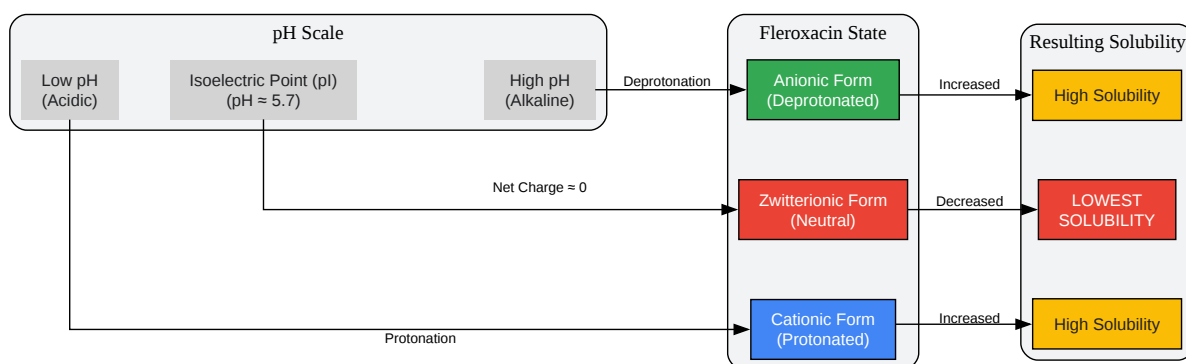 pH Scale
Low pH
(Acidic)
Isoelectric Point (pI)
(pH ≈ 5.7)
High pH
(Alkaline)
Deprotonation
Net Charge ≈ 0
Protonation
Fleroxacin State
Anionic Form
(Deprotonated)
Zwitterionic Form
(Neutral)
Cationic Form
(Protonated)
Increased
Decreased
Increased
Resulting Solubility
High Solubility
LOWEST
SOLUBILITY
High Solubility